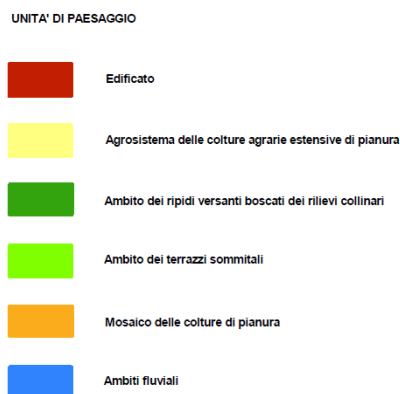 UNITA' DI PAESAGGIO
Edificato
Agrosistema delle colture agrarie estensive di pianura
Ambito dei ripidi versanti boscati dei rilievi collinari
Ambito dei terrazzi sommitali
Mosaico delle colture di pianura
Ambiti fluviali